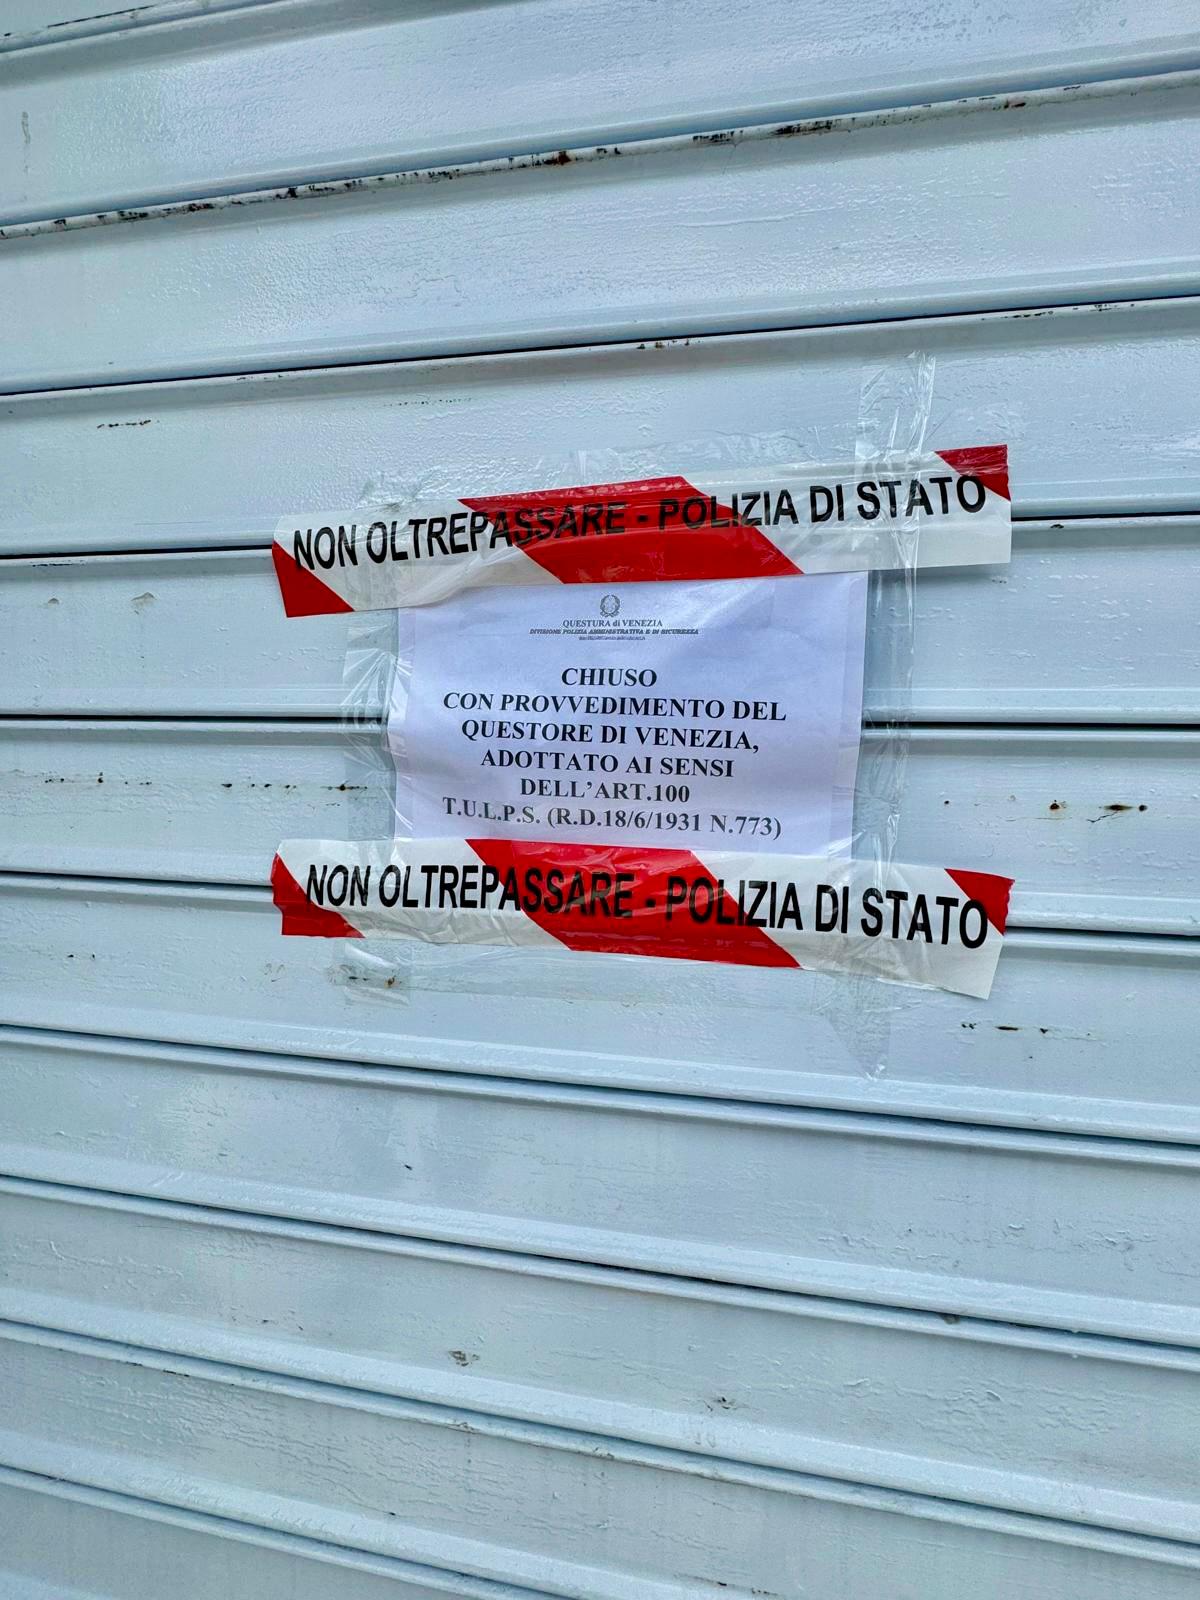 NON OLTREPASSARE - POLIZIA DI STATO
QUESTURA di VENEZIA
DIVISIONE POLIZIA AMMINISTRATIVA E DI SICUREZZA
CHIUSO
CON PROVVEDIMENTO DEL
QUESTORE DI VENEZIA,
ADOTTATO AI SENSI
DELL'ART.100
T.U.L.P.S. (R.D.18/6/1931 N.773)
NON OLTREPASSARE - POLIZIA DI STATO